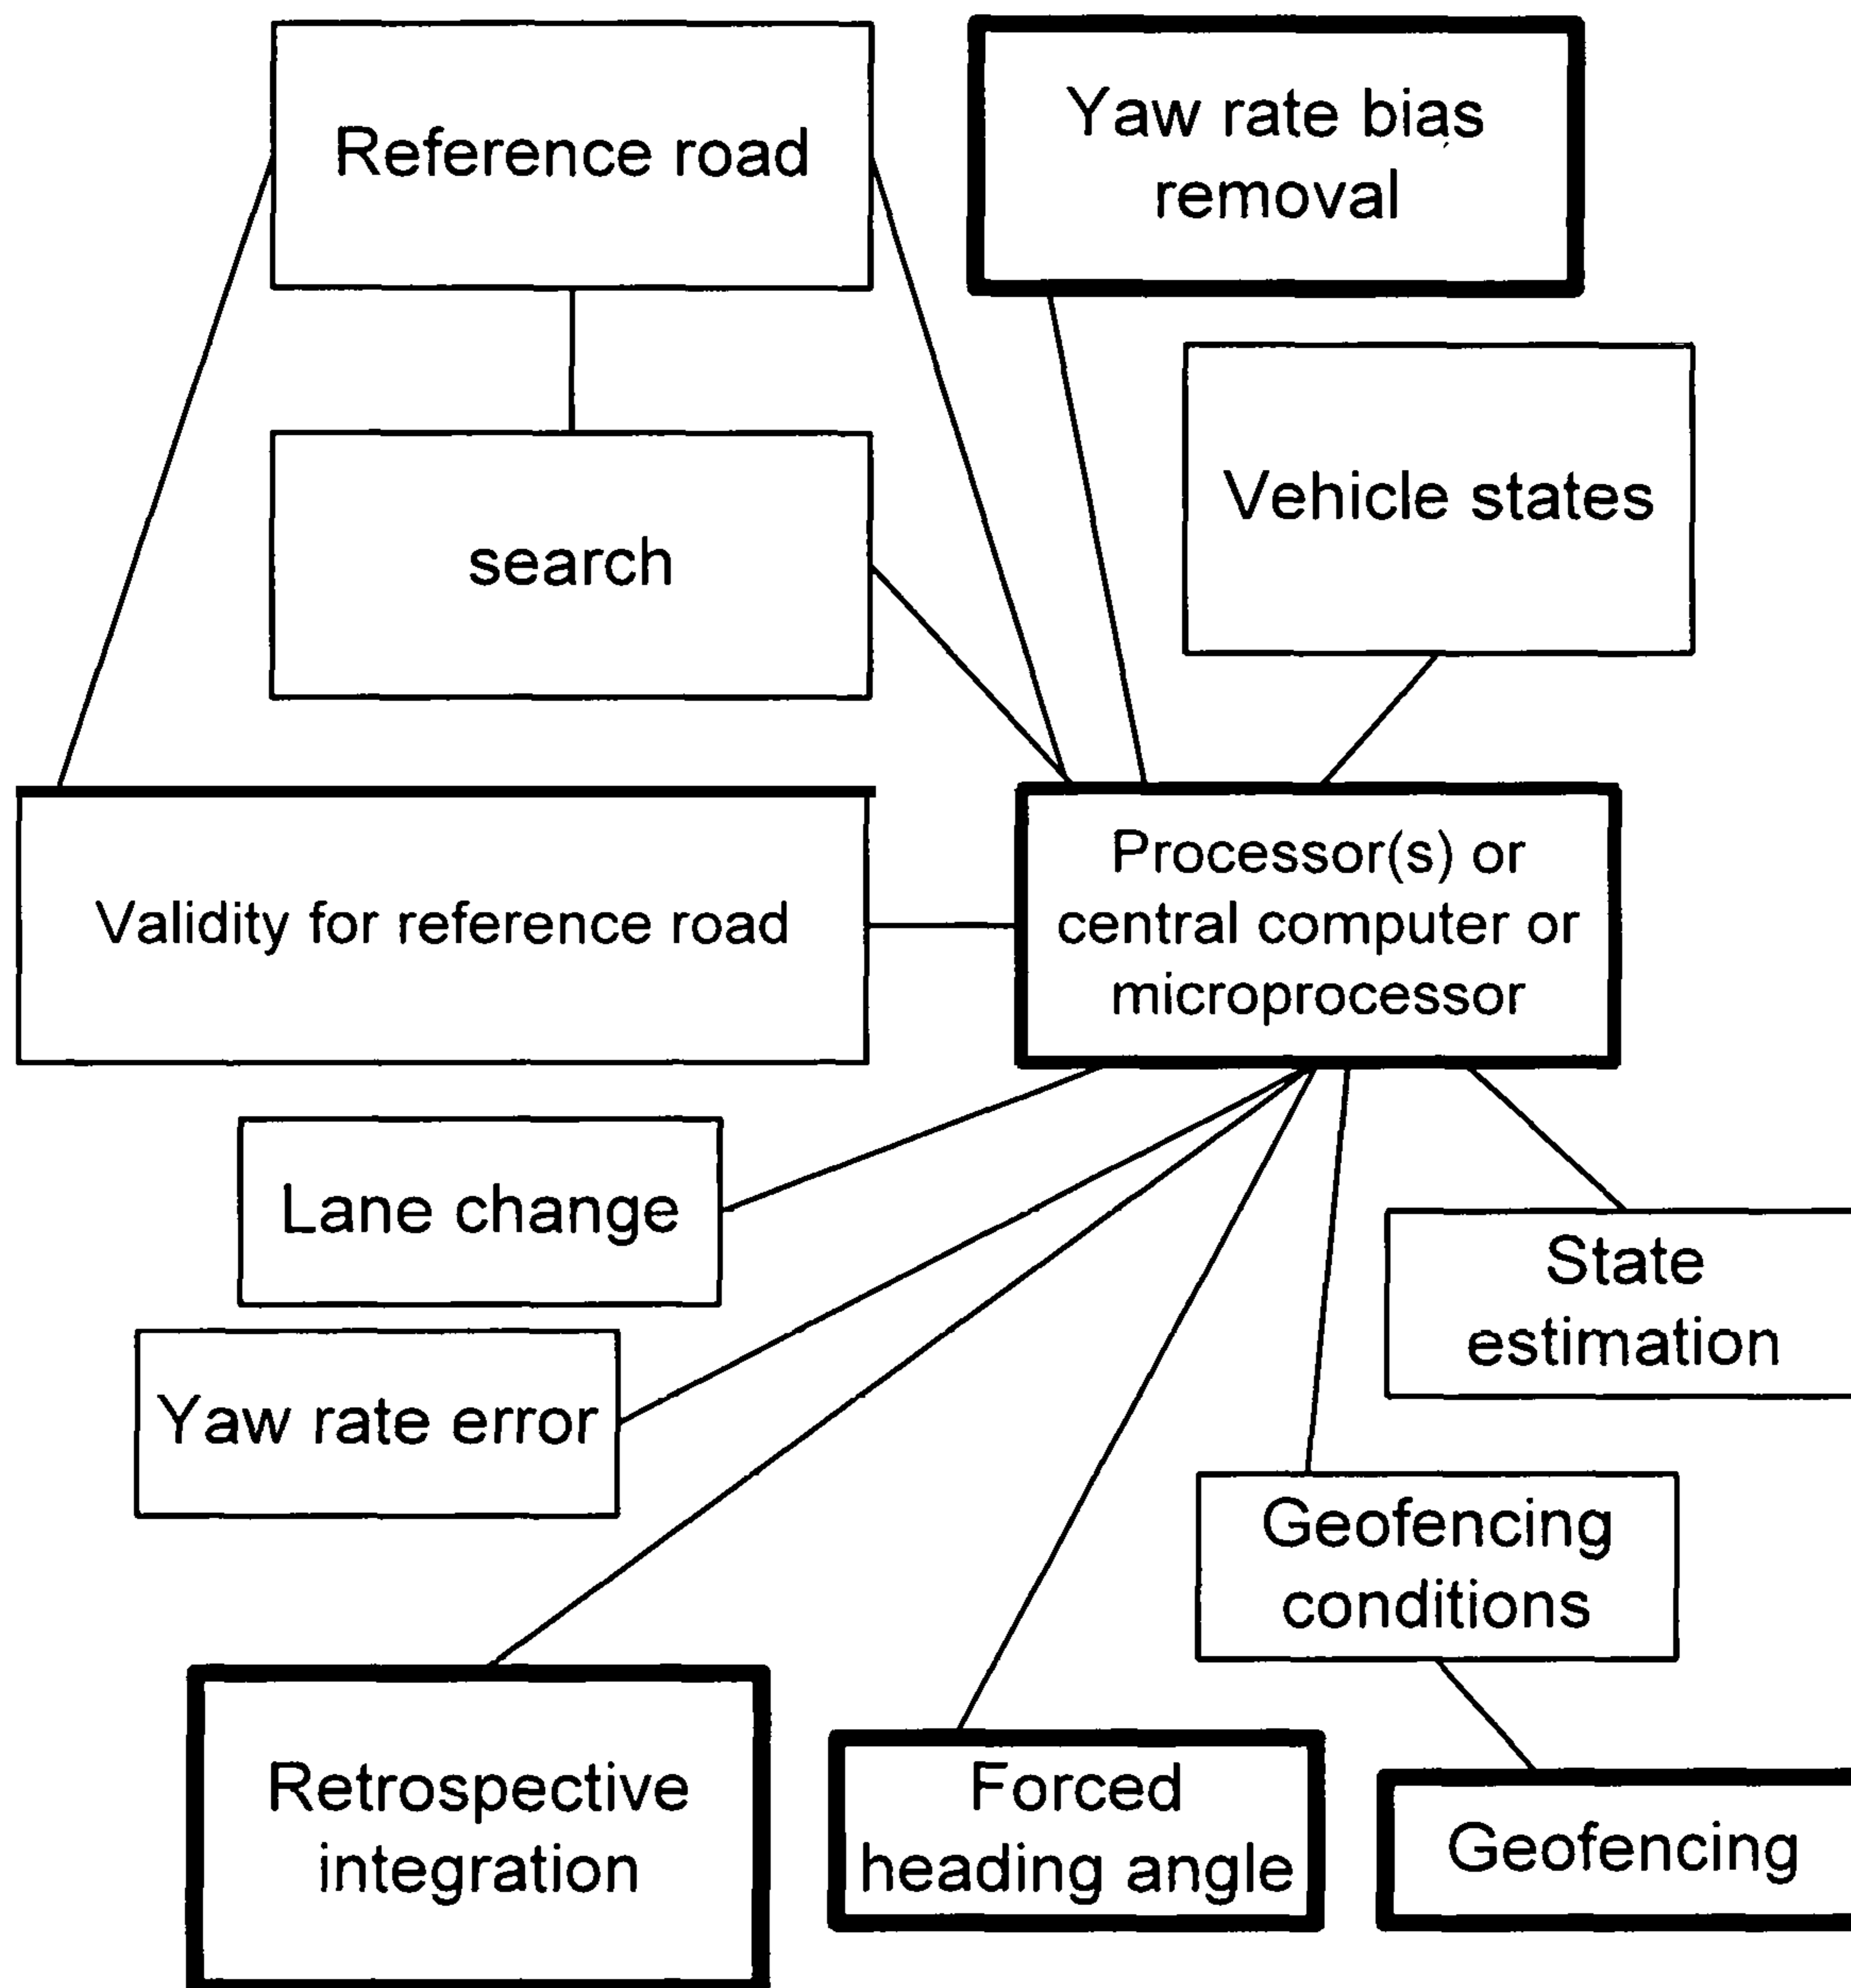 Reference road
Yaw rate bias
removal
Vehicle states
search
Processor(s) or
central computer or
microprocessor
Validity for reference road
Lane change
State
estimation
Yaw rate error
Geofencing
conditions
Retrospective
integration
Forced
heading angle
Geofencing